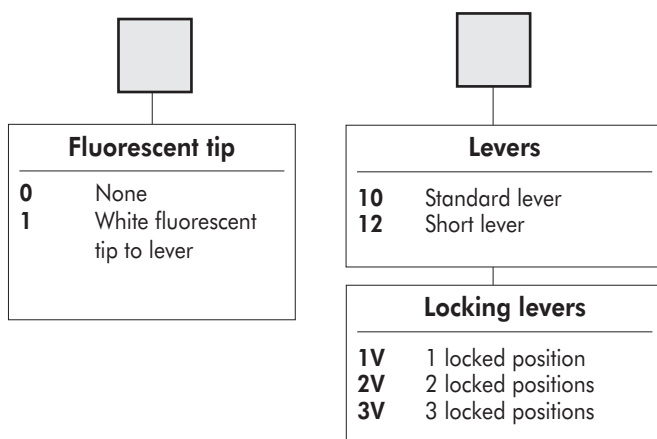 Fluorescent tip
0 None
1 White fluorescent
tip to lever
Levers
10 Standard lever
12 Short lever
Locking levers
1V 1 locked position
2V 2 locked positions
3V 3 locked positions